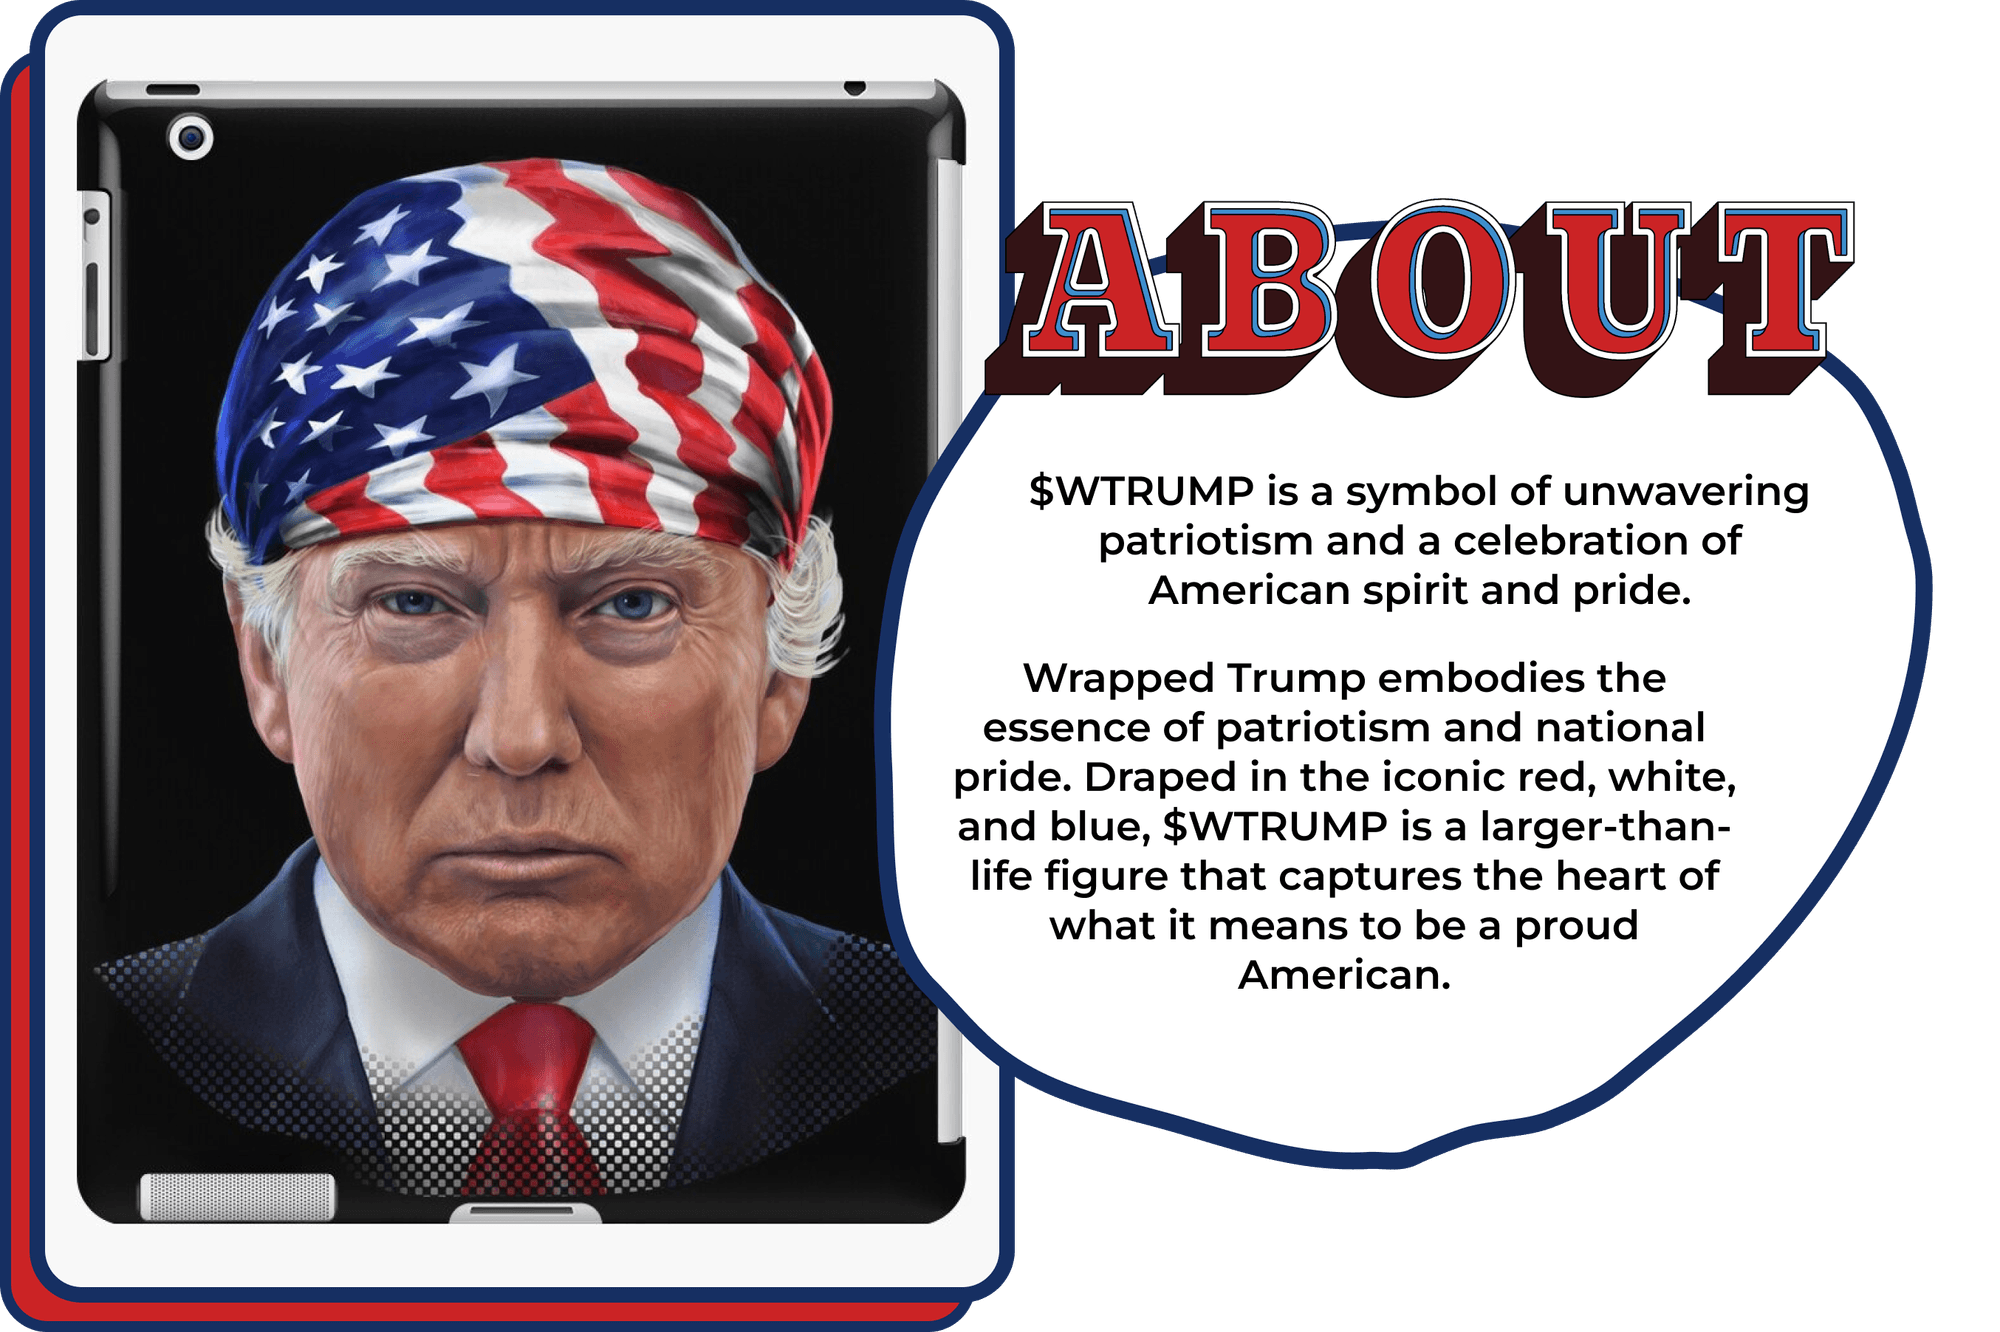 ABOUT
$WTRUMP is a symbol of unwavering
patriotism and a celebration of
American spirit and pride.
Wrapped Trump embodies the
essence of patriotism and national
pride. Draped in the iconic red, white,
and blue, $WTRUMP is a larger-than-
life figure that captures the heart of
what it means to be a proud
American.